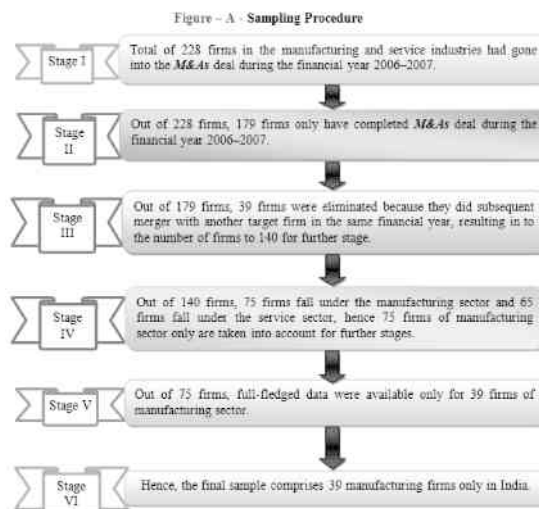 Figure – A - Sampling Procedure
Stage I
Total of 228 firms in the manufacturing and service industries had gone
into the M&As deal during the financial year 2006–2007.
Stage
II
Out of 228 firms, 179 firms only have completed M&As deal during the
financial year 2006–2007.
Stage
III
Out of 179 firms, 39 firms were eliminated because they did subsequent
merger with another target firm in the same financial year, resulting in to
the number of firms to 140 for further stage.
Stage
IV
Out of 140 firms, 75 firms fall under the manufacturing sector and 65
firms fall under the service sector, hence 75 firms of manufacturing
sector only are taken into account for further stages.
Stage V
Out of 75 firms, full-fledged data were available only for 39 firms of
manufacturing sector.
Stage
VI
Hence, the final sample comprises 39 manufacturing firms only in India.